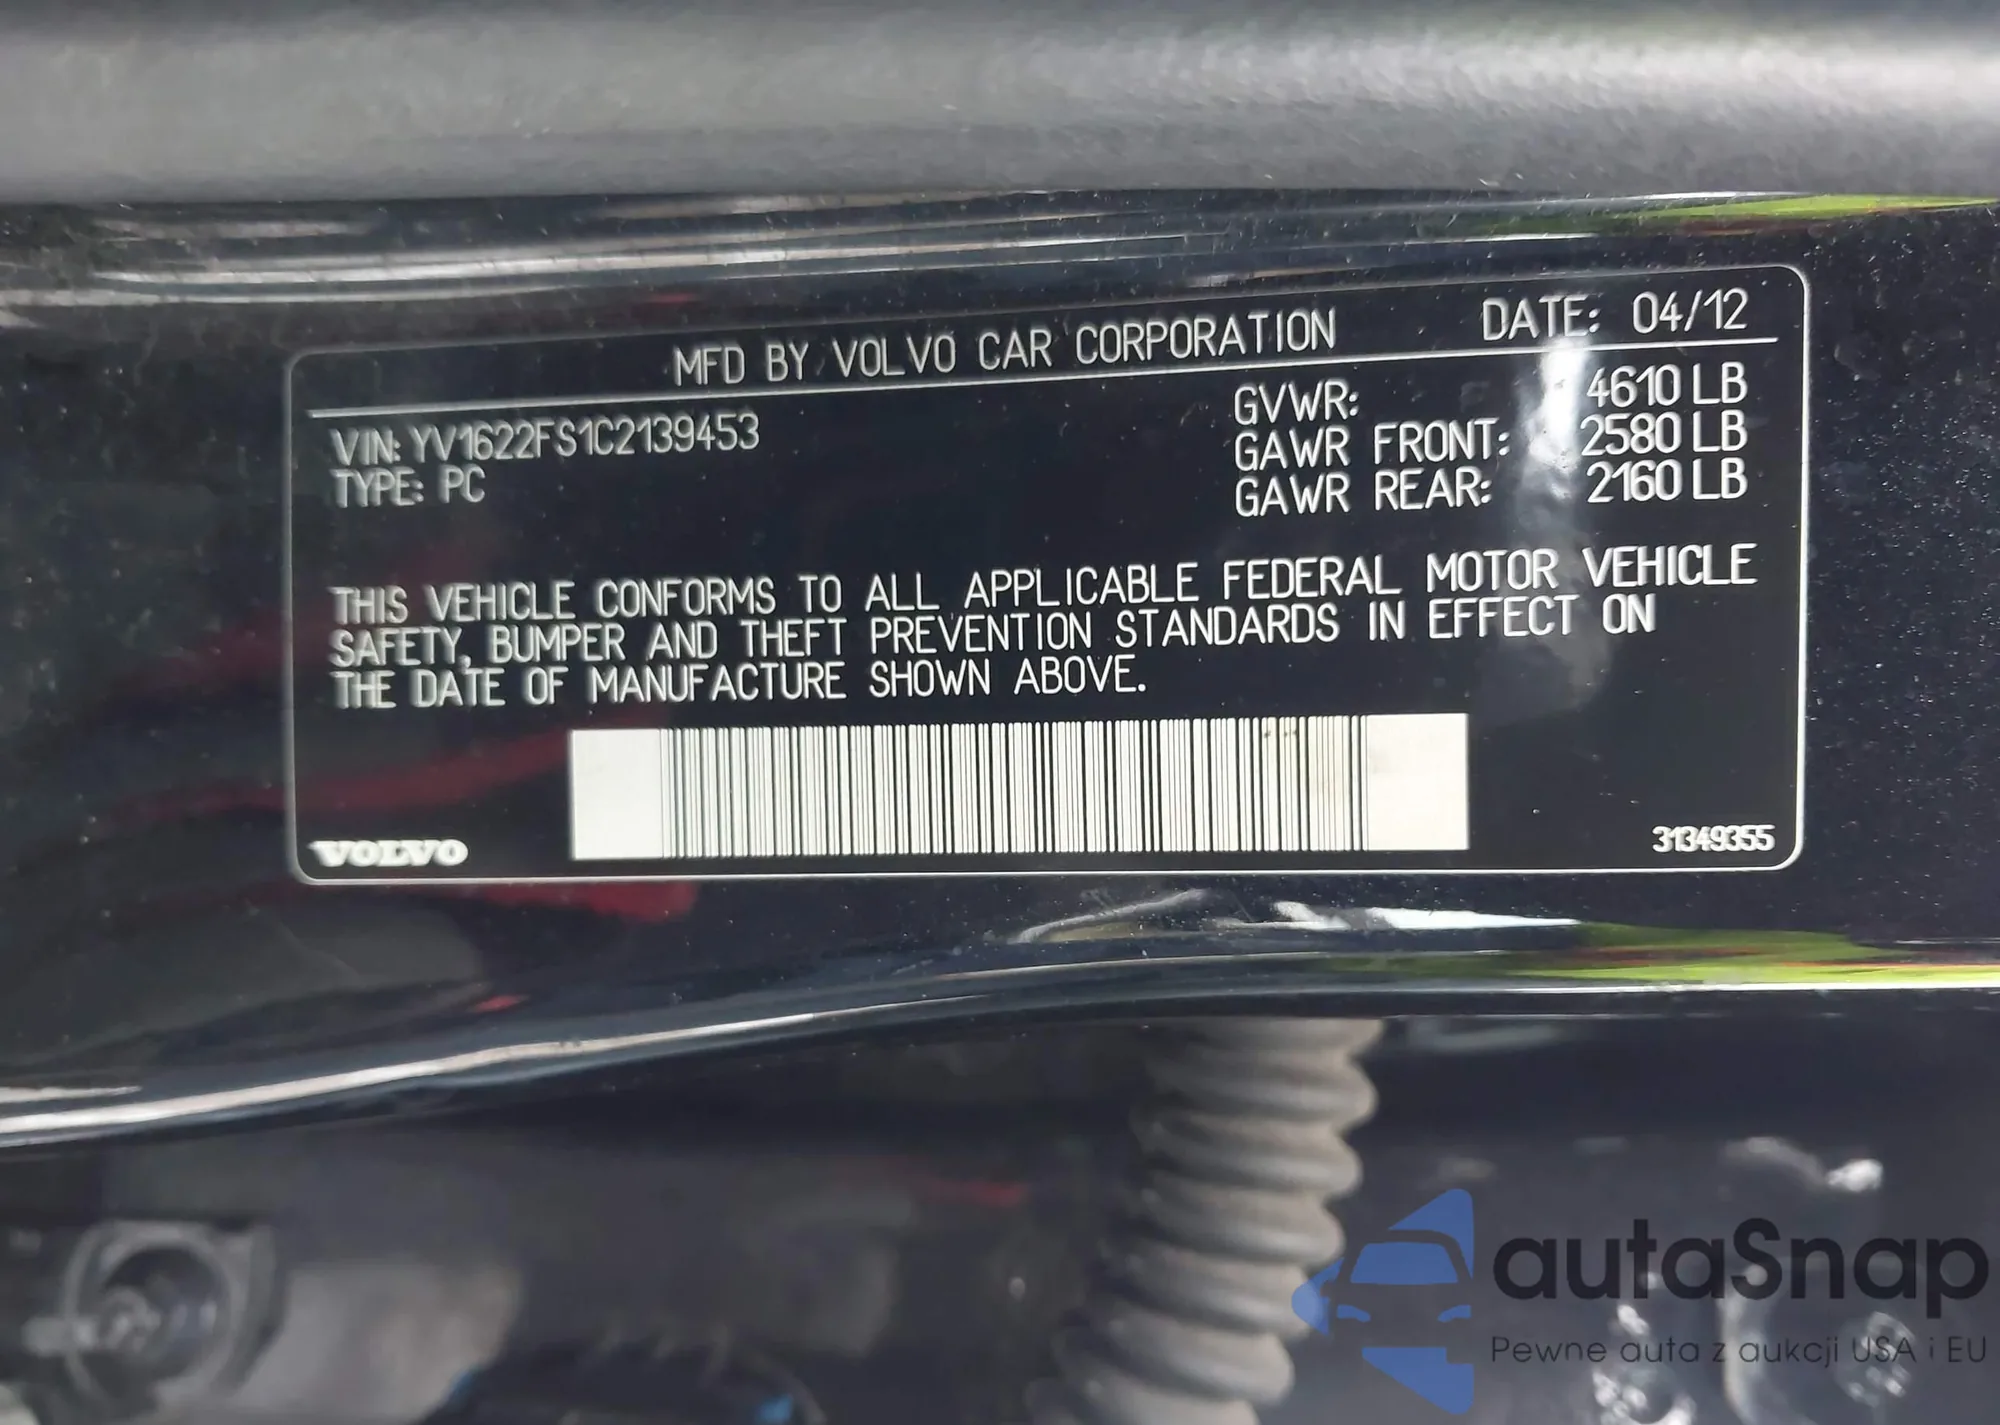 MFD BY VOLVO CAR CORPORATION DATE: 04/12
VIN: YV1622FS1C2139453 GVWR: 4610 LB
TYPE: PC GAWR FRONT: 2580 LB
GAWR REAR: 2160 LB
THIS VEHICLE CONFORMS TO ALL APPLICABLE FEDERAL MOTOR VEHICLE
SAFETY, BUMPER AND THEFT PREVENTION STANDARDS IN EFFECT ON
THE DATE OF MANUFACTURE SHOWN ABOVE.
VOLVO 31349355
autaSnap
Pewne auta z aukcji USA i EU